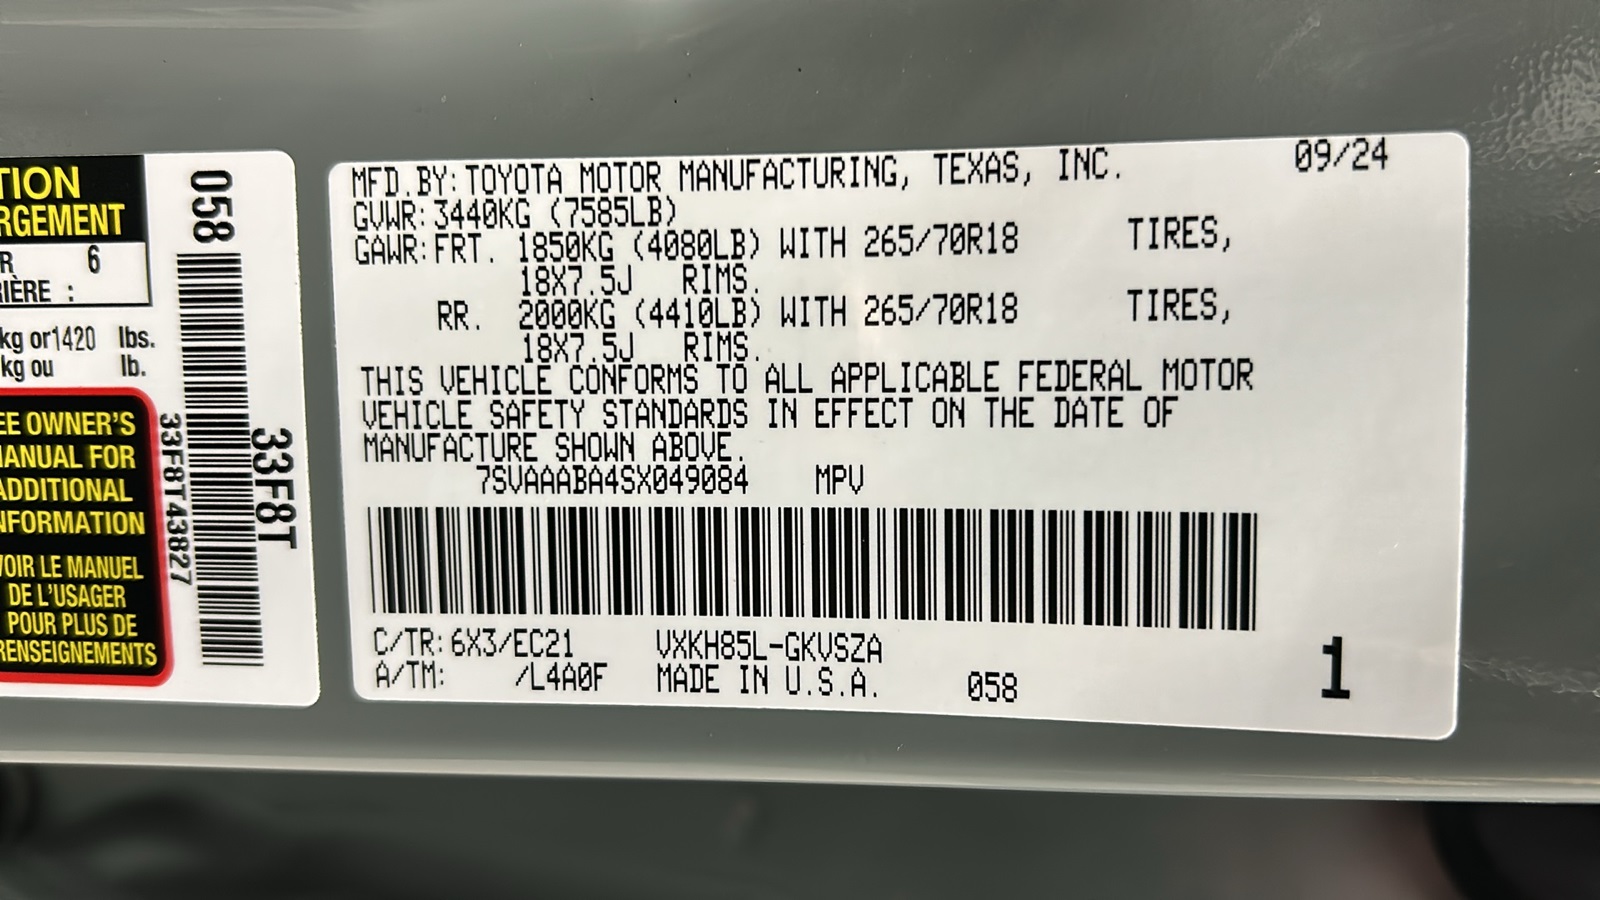 TION
RGEMENT
R 6
IÈRE :
kg or 1420 lbs.
kg ou lb.
EE OWNER'S
MANUAL FOR
ADDITIONAL
NFORMATION
VOIR LE MANUEL
DE L'USAGER
POUR PLUS DE
RENSEIGNEMENTS
058
33F8T43827
33F8T
MFD.BY:TOYOTA MOTOR MANUFACTURING, TEXAS, INC. 09/24
GVWR:3440KG (7585LB)
GAWR:FRT. 1850KG (4080LB) WITH 265/70R18 TIRES,
18X7.5J RIMS.
RR. 2000KG (4410LB) WITH 265/70R18 TIRES,
18X7.5J RIMS.
THIS VEHICLE CONFORMS TO ALL APPLICABLE FEDERAL MOTOR
VEHICLE SAFETY STANDARDS IN EFFECT ON THE DATE OF
MANUFACTURE SHOWN ABOVE.
7SVAAABA4SX049084 MPV
C/TR:6X3/EC21 VXKH85L-GKVSZA
A/TM: /L4A0F MADE IN U.S.A. 058
1